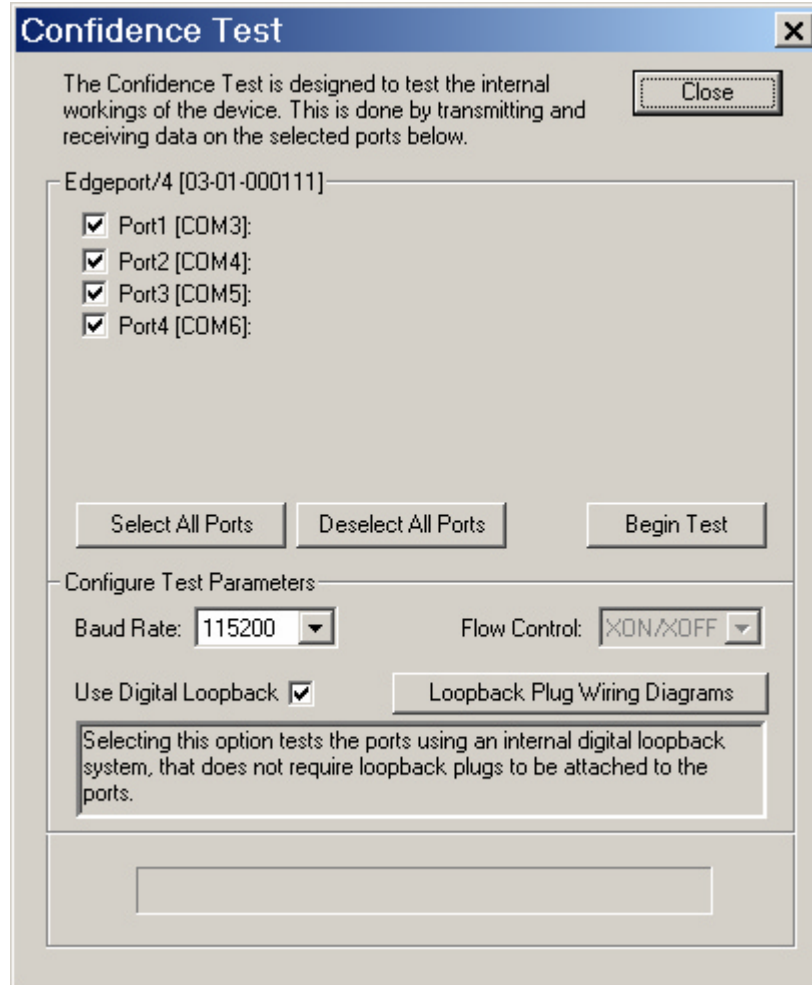 Confidence Test
The Confidence Test is designed to test the internal
workings of the device. This is done by transmitting and
receiving data on the selected ports below.
Close
Edgeport/4 [03-01-000111]
Port1 [COM3]:
Port2 [COM4]:
Port3 [COM5]:
Port4 [COM6]:
Select All Ports
Deselect All Ports
Begin Test
Configure Test Parameters
Baud Rate: 115200
Flow Control: XON/XOFF
Use Digital Loopback
Loopback Plug Wiring Diagrams
Selecting this option tests the ports using an internal digital loopback
system, that does not require loopback plugs to be attached to the
ports.